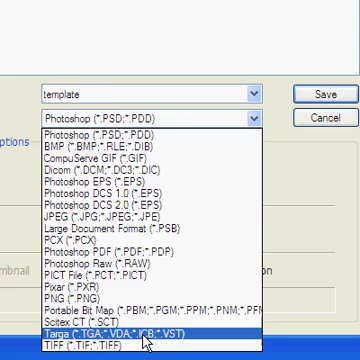 template
Save
Photoshop (*.PSD;*.PDD)
Cancel
Photoshop (*.PSD;*.PDD)
ptions
BMP (*.BMP;*.RLE;*.DIB)
CompuServe GIF (*.GIF)
Dicom (*.DCM;*.DC3;*.DIC)
Photoshop EPS (*.EPS)
Photoshop DCS 1.0 (*.EPS)
Photoshop DCS 2.0 (*.EPS)
JPEG (*.JPG;*.JPEG;*.JPE)
Large Document Format (*.PSB)
PCX (*.PCX)
Photoshop PDF (*.PDF;*.PDP)
Photoshop Raw (*.RAW)
mbnail
on
PICT File (*.PCT;*.PICT)
Pixar (*.PXR)
PNG (*.PNG)
Portable Bit Map (*.PBM;*.PGM;*.PPM;*.PNM;*.PFM
Scitex CT (*.SCT)
Targa (*.TGA;*.VDA;*.ICB;*.VST)
TIFF (*.TIF;*.TIFF)